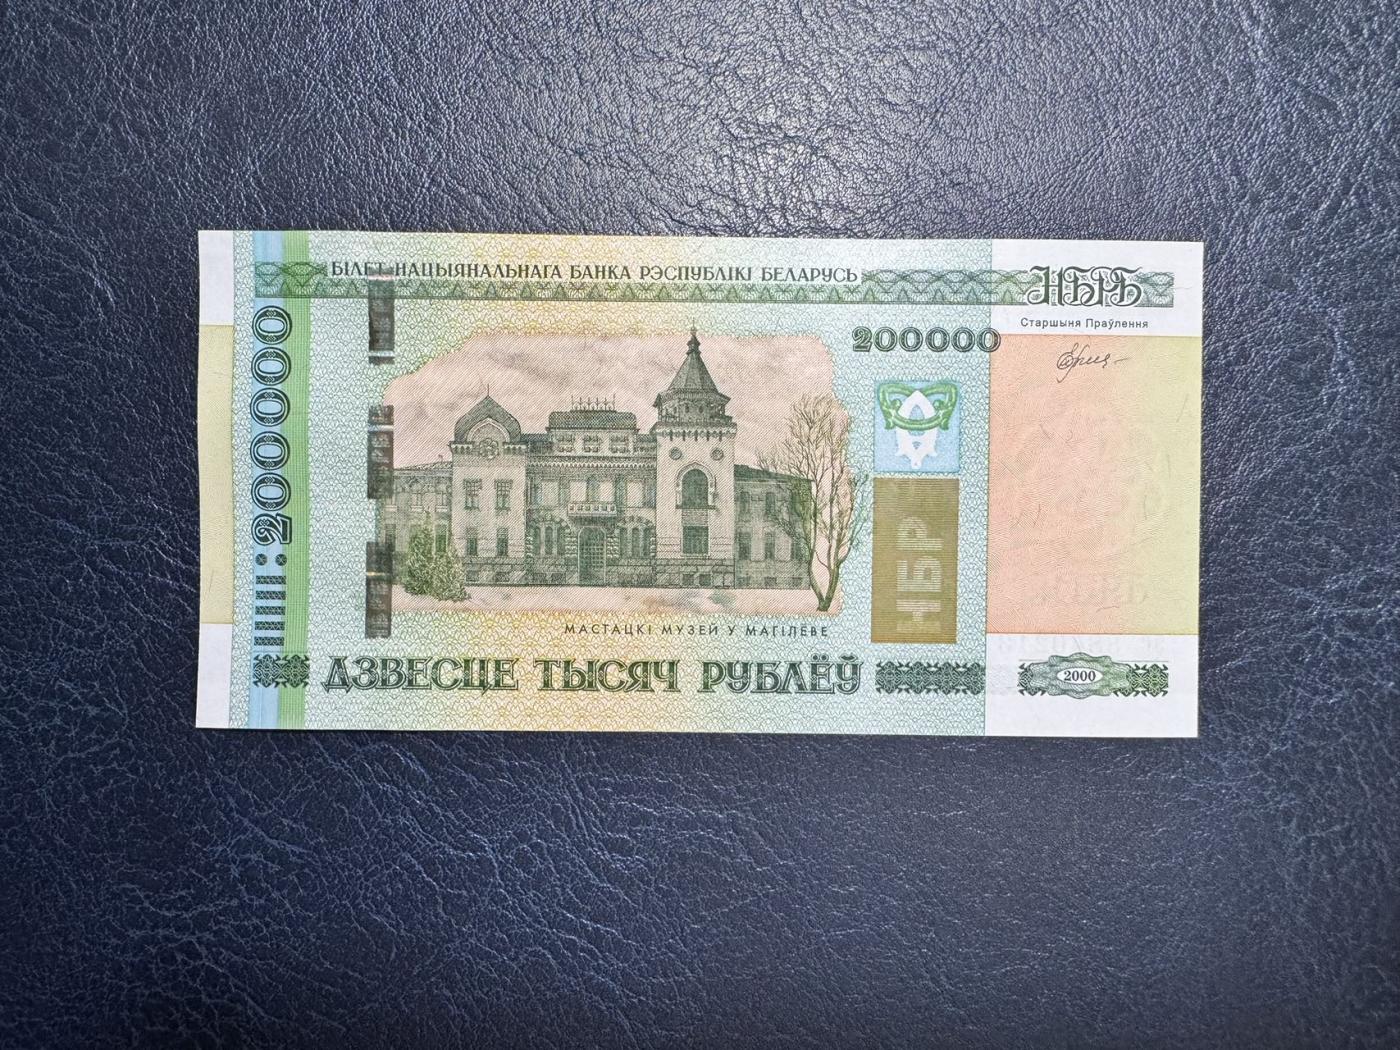 БІЛЕТ НАЦЫЯНАЛЬНАГА БАНКА РЭСПУБЛІКІ БЕЛАРУСЬ
НБРБ
Старшыня Праўлення
200000
200000
НБРБ
МАСТАЦКІ МУЗЕЙ У МАГІЛЁВЕ
ДЗВЕСЦЕ ТЫСЯЧ РУБЛЁЎ
2000